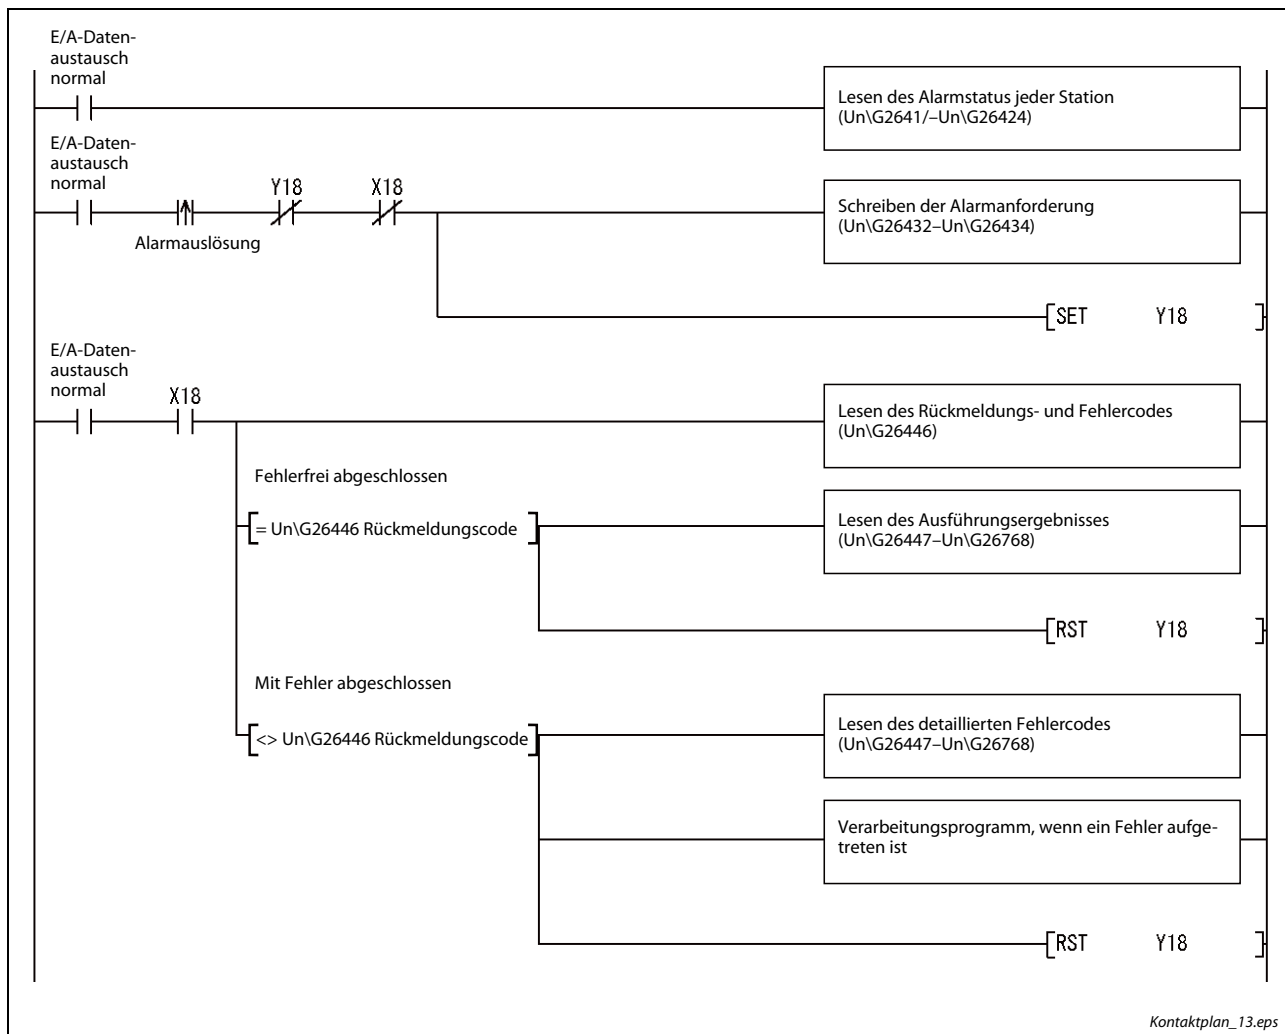 E/A-Daten-
austausch
normal
Lesen des Alarmstatus jeder Station
(Un\G2641/–Un\G26424)
E/A-Daten-
austausch
normal
Y18
X18
Alarmauslösung
Schreiben der Alarmanforderung
(Un\G26432–Un\G26434)
SET Y18
E/A-Daten-
austausch
normal
X18
Lesen des Rückmeldungs- und Fehlercodes
(Un\G26446)
Fehlerfrei abgeschlossen
= Un\G26446 Rückmeldungscode
Lesen des Ausführungsergebnisses
(Un\G26447–Un\G26768)
RST Y18
Mit Fehler abgeschlossen
<> Un\G26446 Rückmeldungscode
Lesen des detaillierten Fehlercodes
(Un\G26447–Un\G26768)
Verarbeitungsprogramm, wenn ein Fehler aufge-
treten ist
RST Y18
Kontaktplan_13.eps